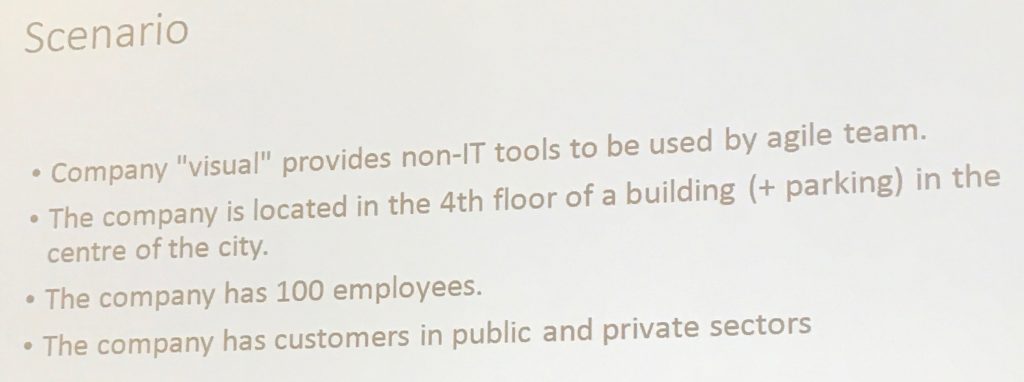 Scenario
• Company "visual" provides non-IT tools to be used by agile team.
• The company is located in the 4th floor of a building (+ parking) in the
centre of the city.
• The company has 100 employees.
• The company has customers in public and private sectors